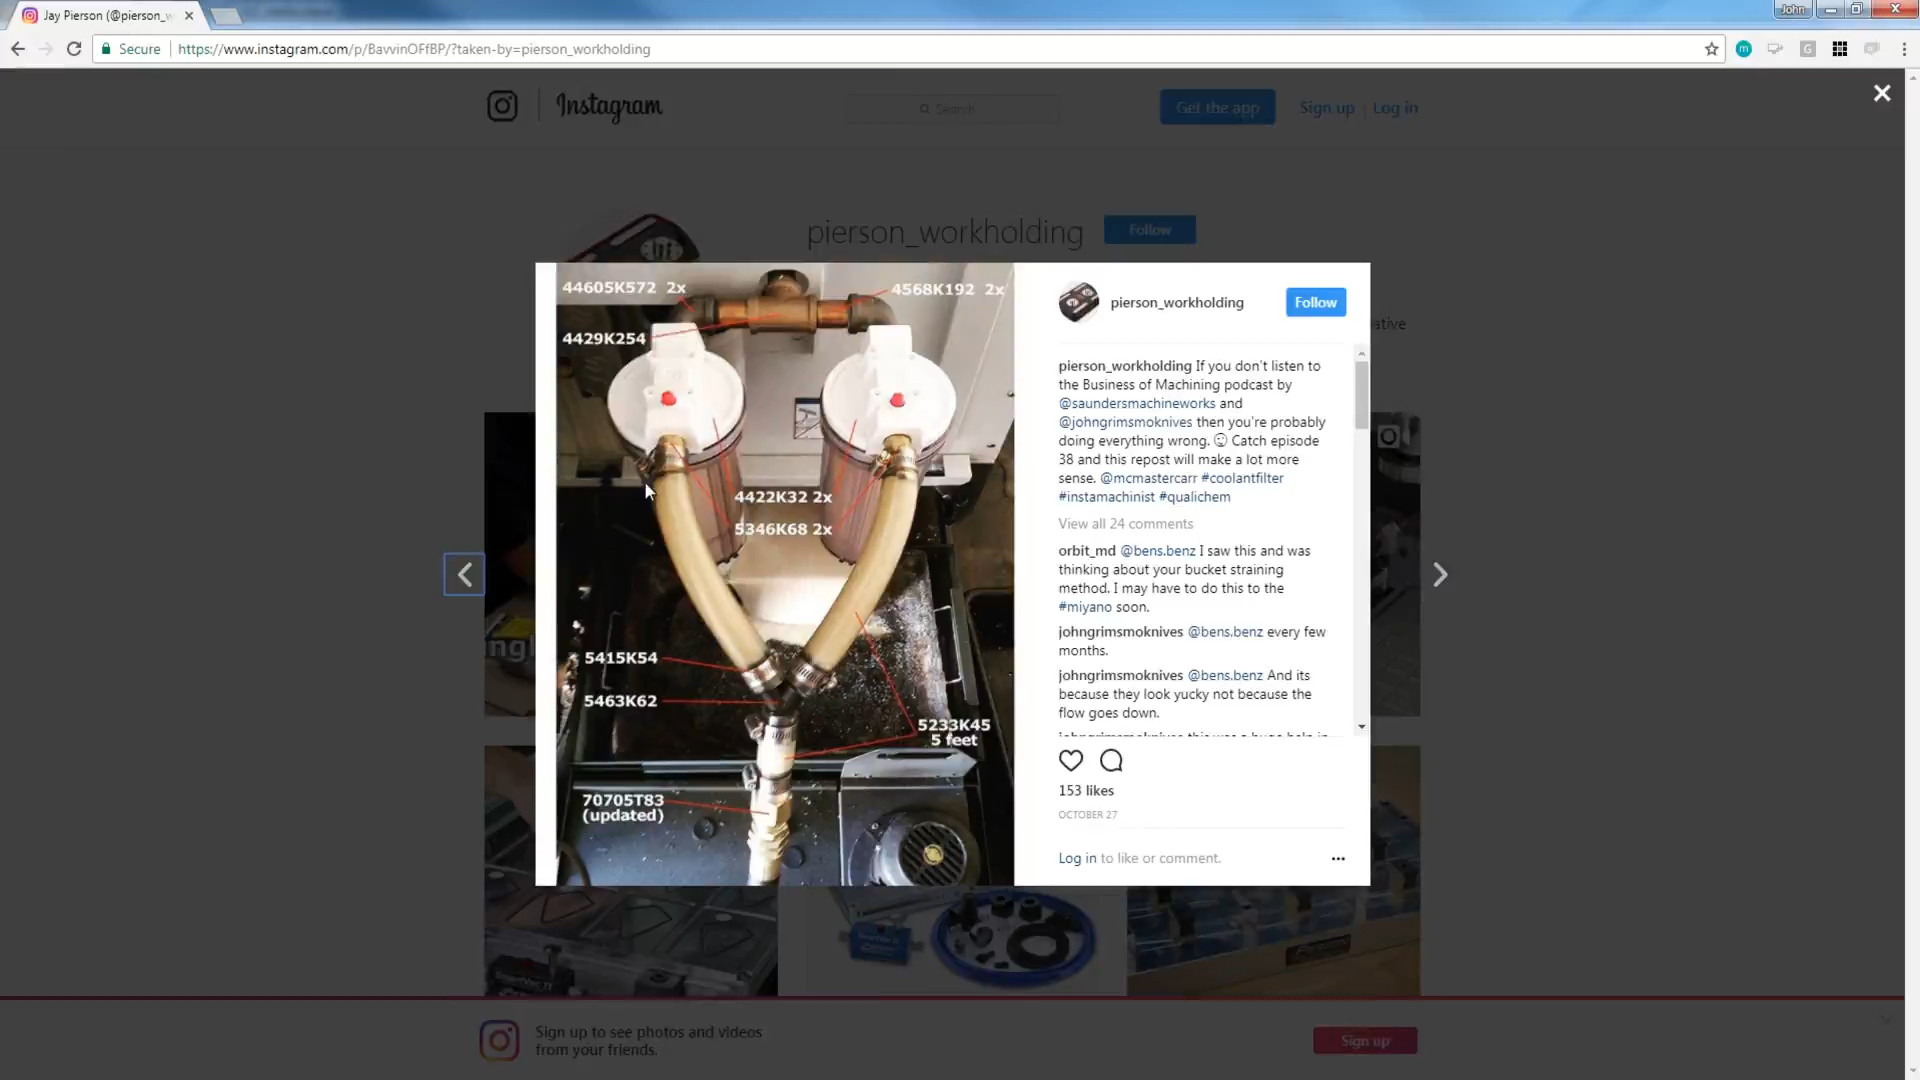 Jay Pierson (@pierson_w
John
Secure
https://www.instagram.com/p/BavvinOFfBP/?taken-by=pierson_workholding
Instagram
Search
Get the app
Sign up | Log in
pierson_workholding
Follow
44605K572 2x
4568K192 2x
4429K254
4422K32 2x
5346K68 2x
5415K54
5463K62
5233K45
5 feet
70705T83
(updated)
pierson_workholding
Follow
ative
pierson_workholding If you don't listen to
the Business of Machining podcast by
@saundersmachineworks and
@johngrimsmoknives then you're probably
doing everything wrong. Catch episode
38 and this repost will make a lot more
sense. @mcmastercarr #coolantfilter
#instamachinist #qualichem
View all 24 comments
orbit_md @bens.benz I saw this and was
thinking about your bucket straining
method. I may have to do this to the
#miyano soon.
johngrimsmoknives @bens.benz every few
months.
johngrimsmoknives @bens.benz And its
because they look yucky not because the
flow goes down.
153 likes
OCTOBER 27
Log in to like or comment.
Sign up to see photos and videos
from your friends.
Sign up